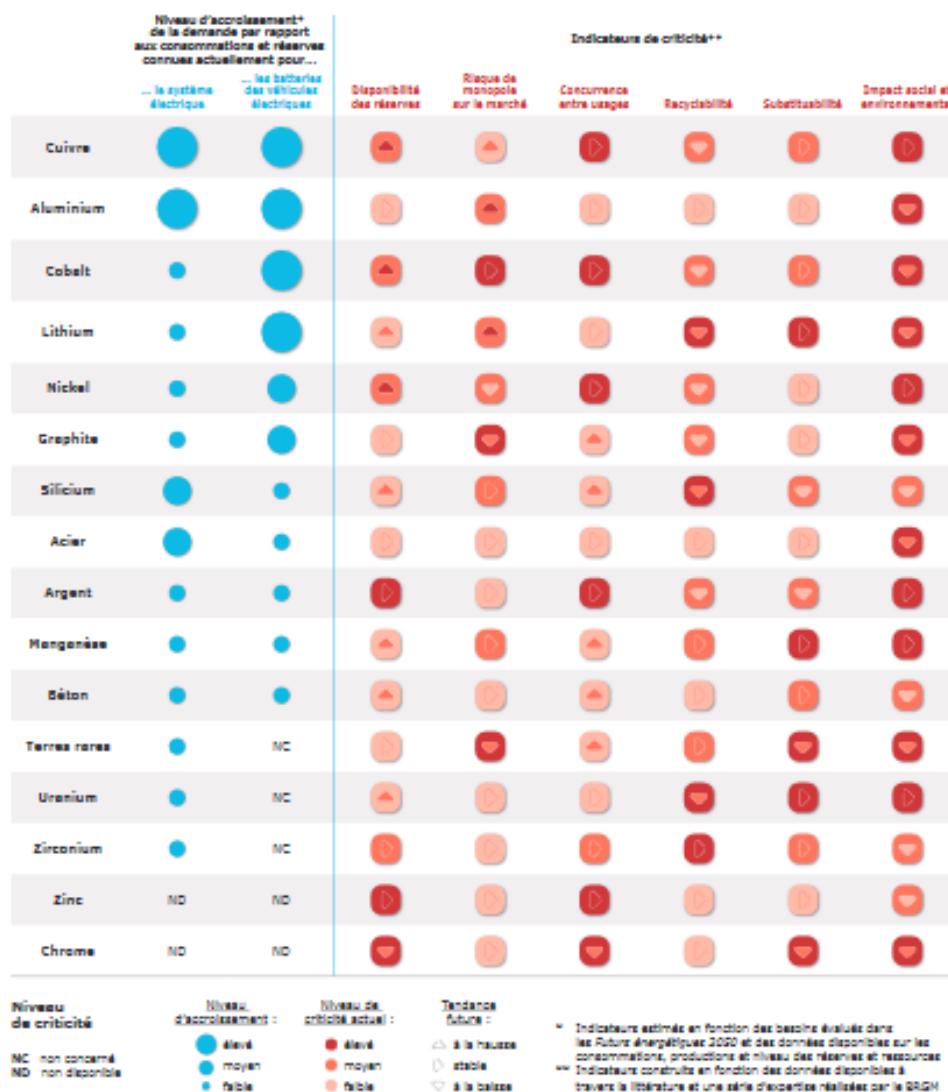 Niveau d'accroissement*
de la demande par rapport
aux consommations et réserves
connues actuellement pour...
Indicateurs de criticité**
... le système
électrique
... les batteries
des véhicules
électriques
Disponibilité
des réserves
Risque de
monopole
sur le marché
Concurrence
entre usages
Recyclabilité
Substituabilité
Impact social et
environnementa
Cuivre
Aluminium
Cobalt
Lithium
Nickel
Graphite
Silicium
Acier
Argent
Manganèse
Béton
Terres rares NC
Uranium NC
Zirconium NC
Zinc ND ND
Chrome ND ND
Niveau
de criticité
NC non concerné
ND non disponible
Niveau
d'accroissement :
élevé
moyen
faible
Niveau de
criticité actuel :
élevé
moyen
faible
Tendance
future :
à la hausse
stable
à la baisse
* Indicateurs estimés en fonction des besoins évalués dans
les Futurs énergétiques 2050 et des données disponibles sur les
consommations, productions et niveau des réserves et ressources
** Indicateurs construits en fonction des données disponibles à
travers la littérature et une série d'expertise réalisées par le BRGM